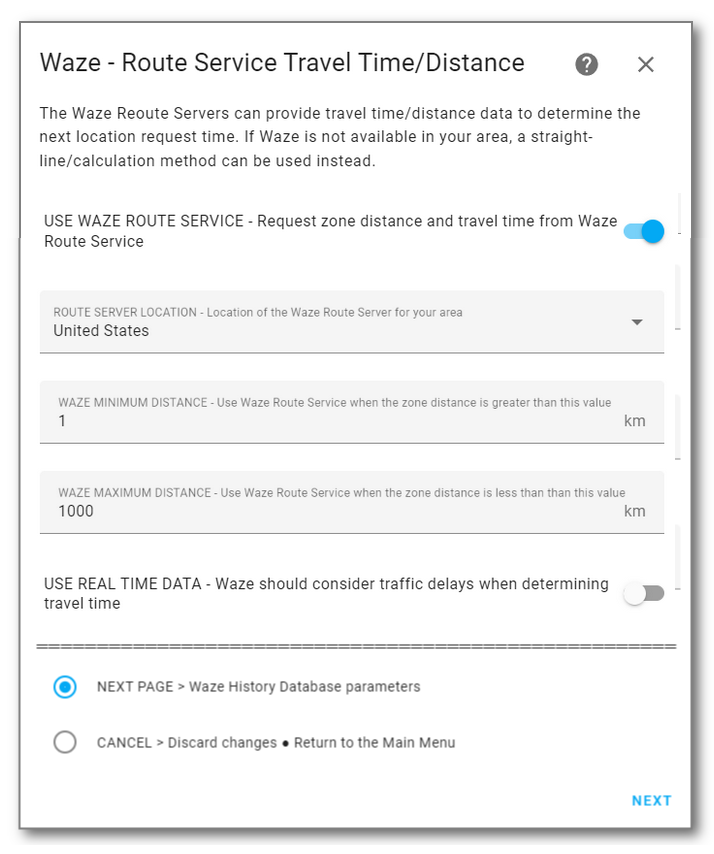 Waze - Route Service Travel Time/Distance
The Waze Reoute Servers can provide travel time/distance data to determine the
next location request time. If Waze is not available in your area, a straight-
line/calculation method can be used instead.
USE WAZE ROUTE SERVICE - Request zone distance and travel time from Waze
Route Service
ROUTE SERVER LOCATION - Location of the Waze Route Server for your area
United States
WAZE MINIMUM DISTANCE - Use Waze Route Service when the zone distance is greater than this value
1 km
WAZE MAXIMUM DISTANCE - Use Waze Route Service when the zone distance is less than than this value
1000 km
USE REAL TIME DATA - Waze should consider traffic delays when determining
travel time
NEXT PAGE > Waze History Database parameters
CANCEL > Discard changes ● Return to the Main Menu
NEXT